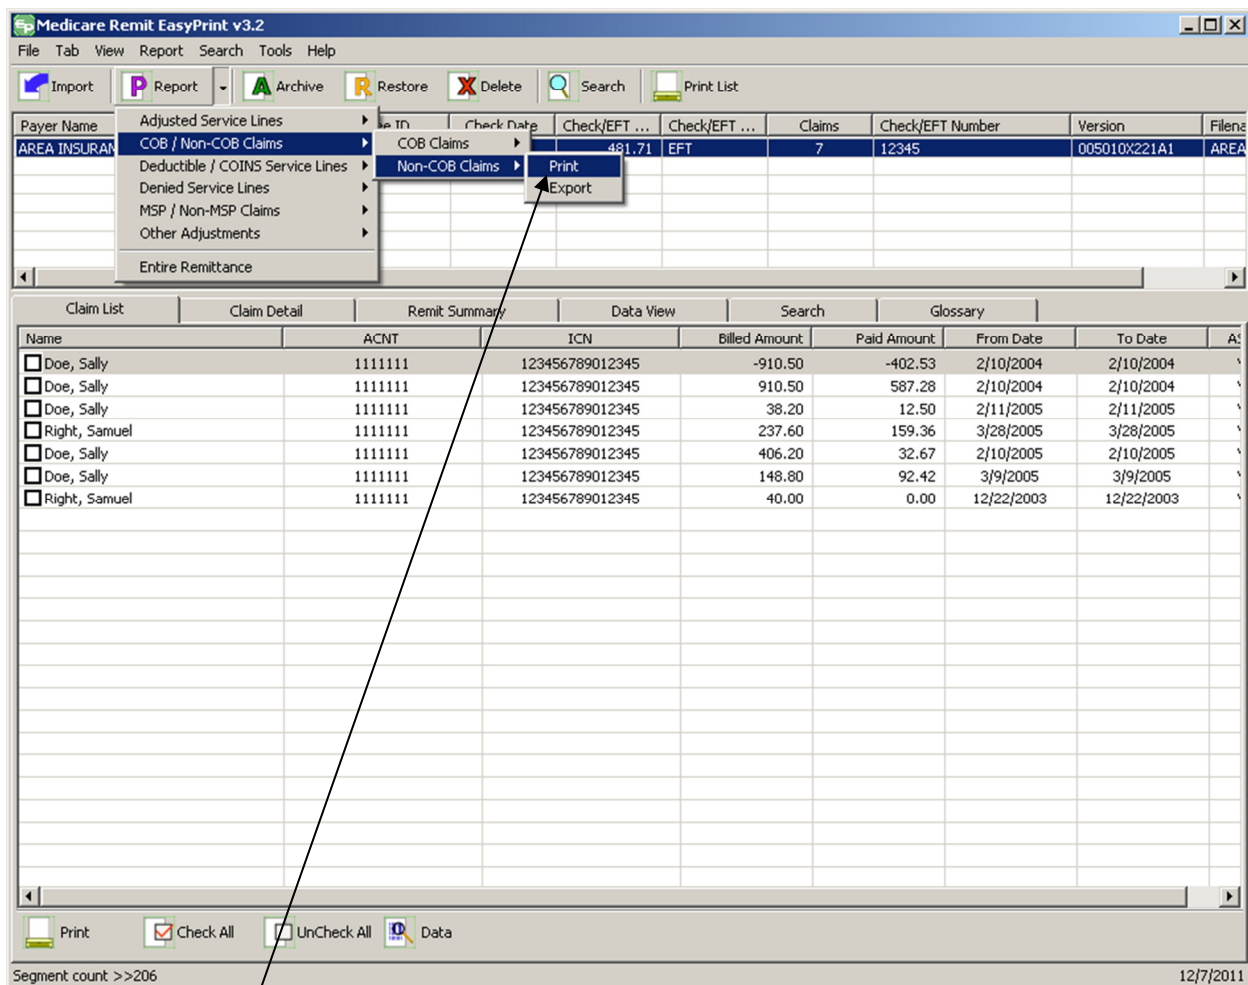 Medicare Remit EasyPrint v3.2
File Tab View Report Search Tools Help
Import P Report A Archive R Restore X Delete Search Print List
Payer Name ee ID Check Date Check/EFT ... Check/EFT ... Claims Check/EFT Number Version Filena
AREA INSURAN 481.71 EFT 7 12345 005010X221A1 AREA
Adjusted Service Lines
COB / Non-COB Claims
Deductible / COINS Service Lines
Denied Service Lines
MSP / Non-MSP Claims
Other Adjustments
Entire Remittance
COB Claims
Non-COB Claims
Print
Export
Claim List Claim Detail Remit Summary Data View Search Glossary
Name ACNT ICN Billed Amount Paid Amount From Date To Date AS
Doe, Sally 1111111 123456789012345 -910.50 -402.53 2/10/2004 2/10/2004
Doe, Sally 1111111 123456789012345 910.50 587.28 2/10/2004 2/10/2004
Doe, Sally 1111111 123456789012345 38.20 12.50 2/11/2005 2/11/2005
Right, Samuel 1111111 123456789012345 237.60 159.36 3/28/2005 3/28/2005
Doe, Sally 1111111 123456789012345 406.20 32.67 2/10/2005 2/10/2005
Doe, Sally 1111111 123456789012345 148.80 92.42 3/9/2005 3/9/2005
Right, Samuel 1111111 123456789012345 40.00 0.00 12/22/2003 12/22/2003
Print Check All UnCheck All Data
Segment count >>206 12/7/2011